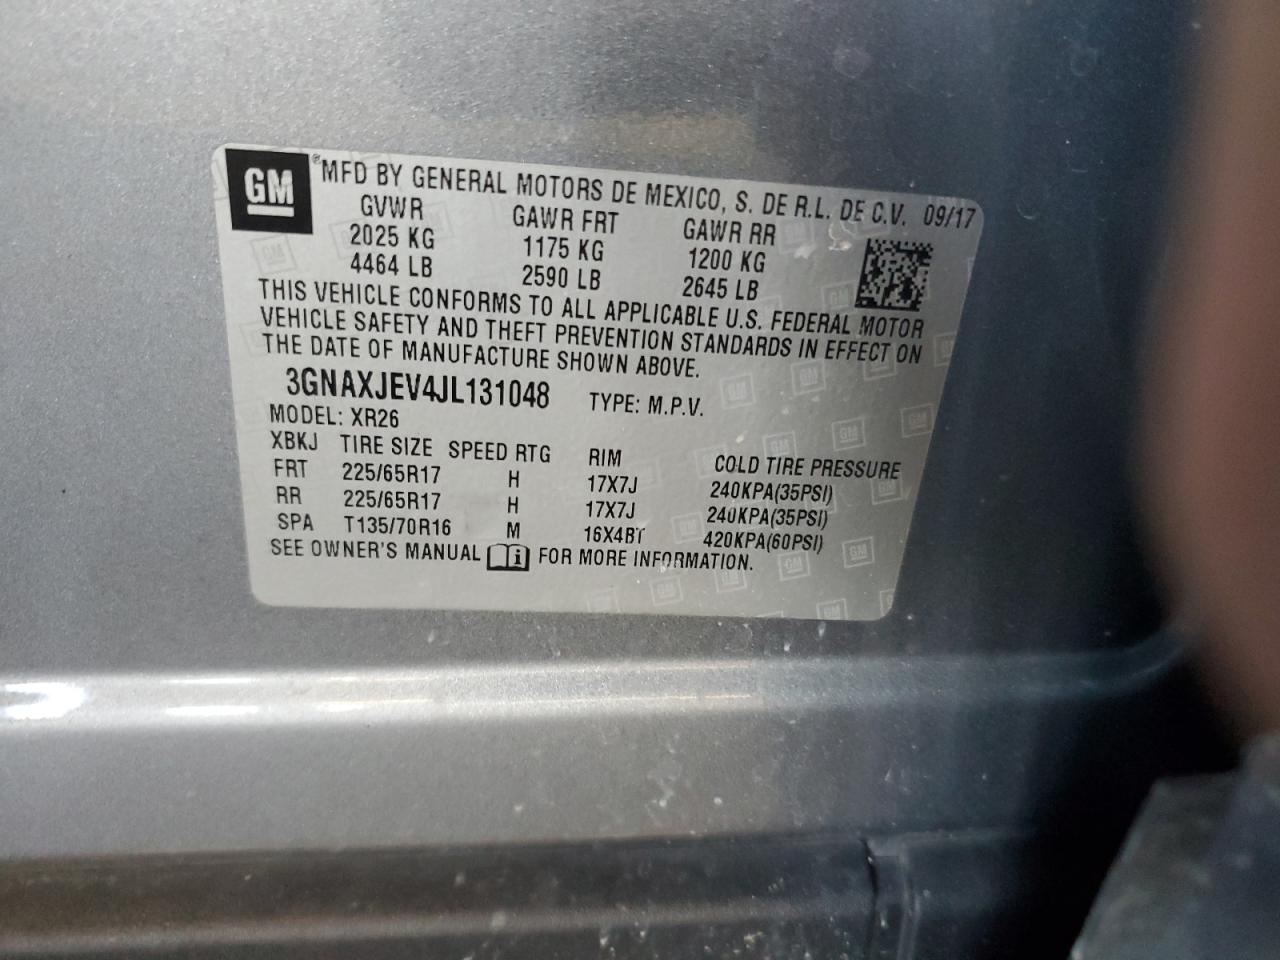 GM ® MFD BY GENERAL MOTORS DE MEXICO, S. DE R.L. DE C.V. 09/17
GVWR GAWR FRT GAWR RR
2025 KG 1175 KG 1200 KG
4464 LB 2590 LB 2645 LB
THIS VEHICLE CONFORMS TO ALL APPLICABLE U.S. FEDERAL MOTOR
VEHICLE SAFETY AND THEFT PREVENTION STANDARDS IN EFFECT ON
THE DATE OF MANUFACTURE SHOWN ABOVE.
3GNAXJEV4JL131048 TYPE: M.P.V.
MODEL: XR26
XBKJ TIRE SIZE SPEED RTG RIM COLD TIRE PRESSURE
FRT 225/65R17 H 17X7J 240KPA(35PSI)
RR 225/65R17 H 17X7J 240KPA(35PSI)
SPA T135/70R16 M 16X4BT 420KPA(60PSI)
SEE OWNER'S MANUAL i FOR MORE INFORMATION.